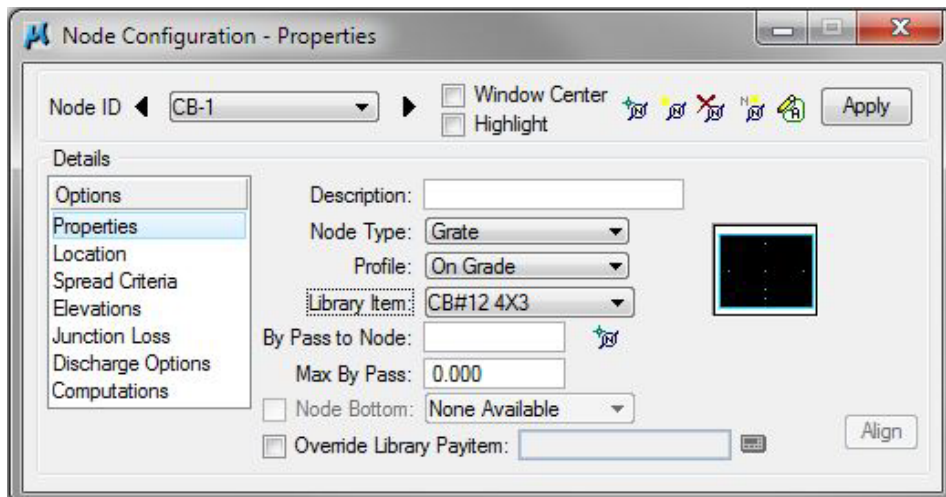 Node Configuration - Properties
Node ID CB-1 Window Center Apply
Highlight
Details
Options
Properties
Location
Spread Criteria
Elevations
Junction Loss
Discharge Options
Computations
Description:
Node Type: Grate
Profile: On Grade
Library Item: CB#12 4X3
By Pass to Node:
Max By Pass: 0.000
Node Bottom: None Available
Override Library Payitem:
Align